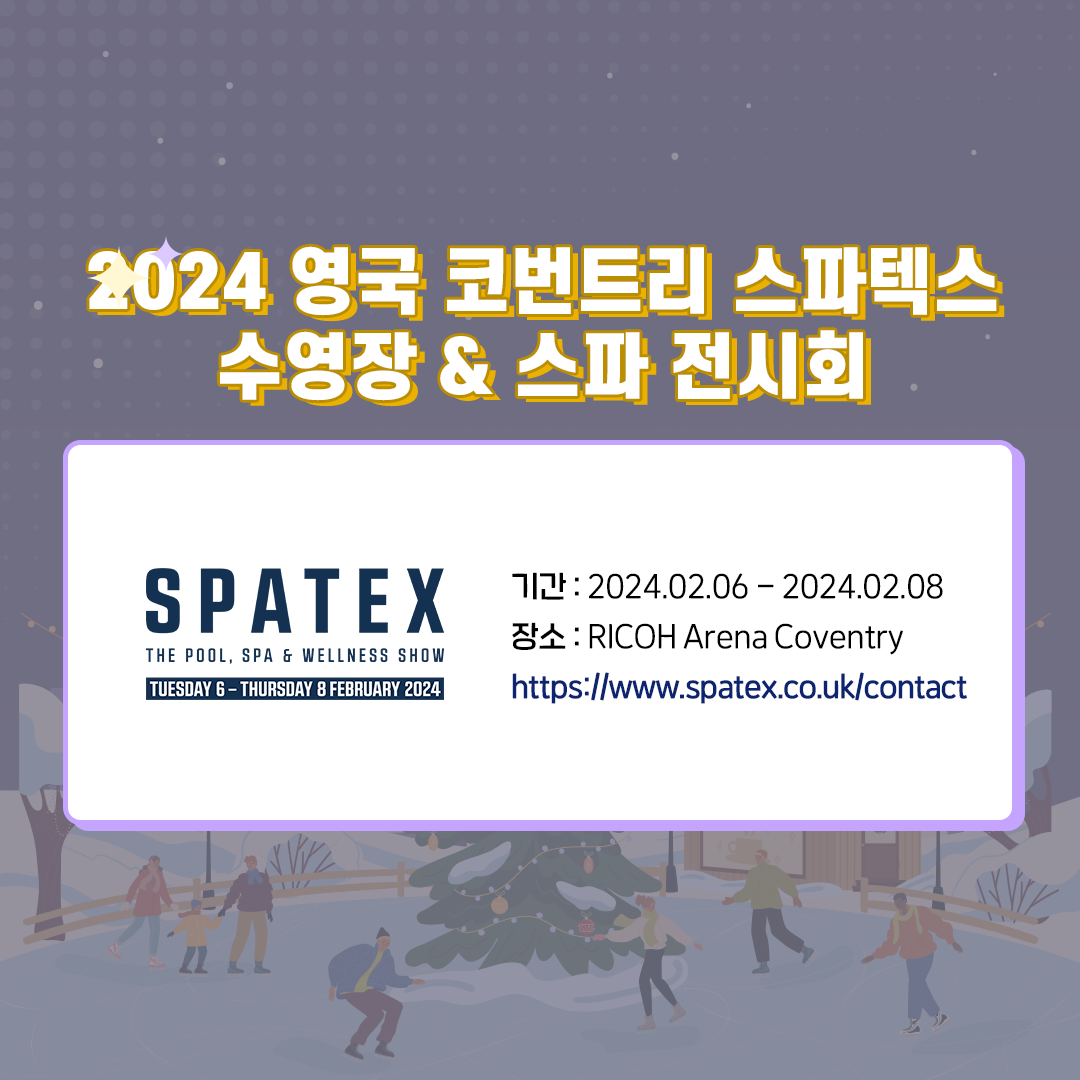 2024 영국 코번트리 스파텍스
수영장 & 스파 전시회
SPATEX
THE POOL, SPA & WELLNESS SHOW
TUESDAY 6 – THURSDAY 8 FEBRUARY 2024
기간 : 2024.02.06 – 2024.02.08
장소 : RICOH Arena Coventry
https://www.spatex.co.uk/contact